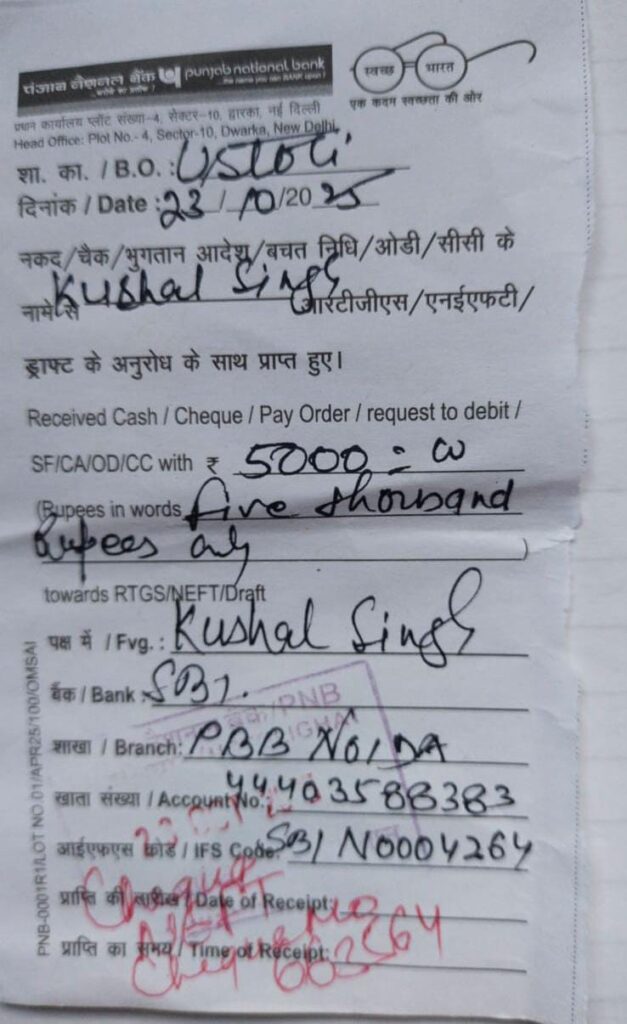 पंजाब नैशनल बैंक punjab national bank
...the name you can BANK upon!
स्वच्छ भारत
एक कदम स्वच्छता की ओर
प्रधान कार्यालय प्लॉट संख्या-4, सेक्टर-10, द्वारका, नई दिल्ली
Head Office: Plot No.- 4, Sector-10, Dwarka, New Delhi
शा. का. / B.O. :
दिनांक / Date : 23/10/2025
नकद/चैक/भुगतान आदेश/बचत निधि/ओडी/सीसी के
नामे से Kushal Singh आरटीजीएस/एनईएफटी/
ड्राफ्ट के अनुरोध के साथ प्राप्त हुए।
Received Cash / Cheque / Pay Order / request to debit /
SF/CA/OD/CC with ₹ 5000 =
(Rupees in words five thousand
Rupees only )
towards RTGS/NEFT/Draft
पक्ष में / Fvg. : Kushal Singh
बैंक / Bank : SBI.
शाखा / Branch: PBB NOIDA
खाता संख्या / Account No.: 44403588383
आईएफएस कोड / IFS Code: SBIN0004264
प्राप्ति की तारीख / Date of Receipt:
प्राप्ति का समय / Time of Receipt:
Cheque No
663564
PNB-0001R1/LOT NO.01/APR25/100/OMSAI